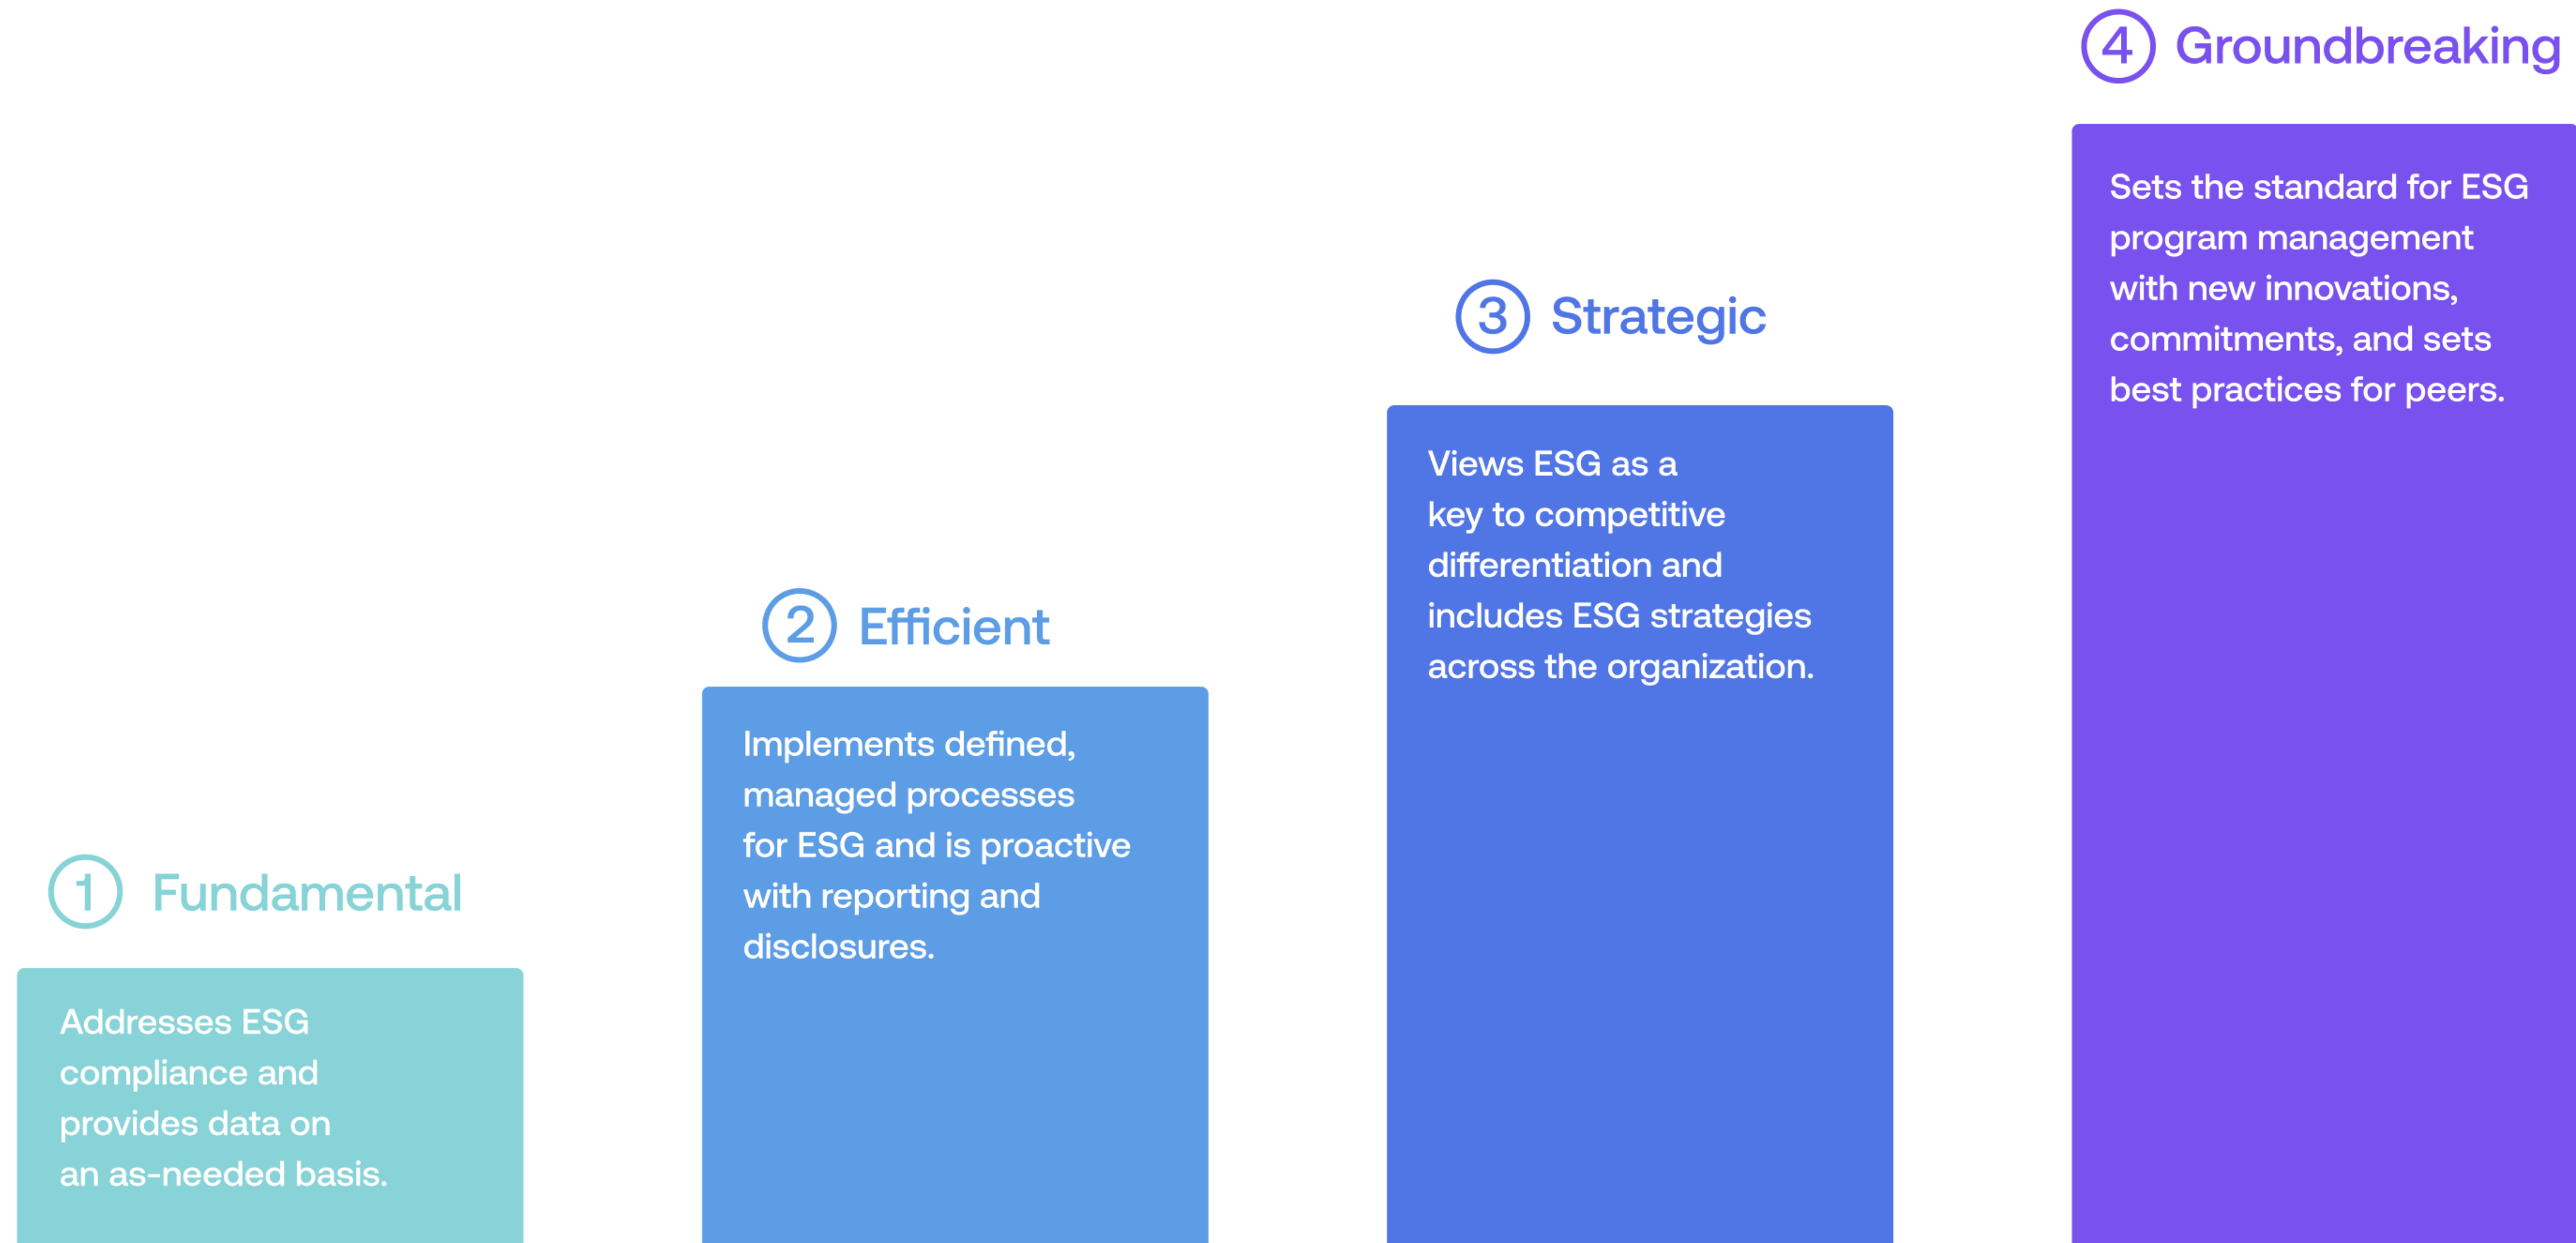 1 Fundamental
Addresses ESG
compliance and
provides data on
an as-needed basis.
2 Efficient
Implements defined,
managed processes
for ESG and is proactive
with reporting and
disclosures.
3 Strategic
Views ESG as a
key to competitive
differentiation and
includes ESG strategies
across the organization.
4 Groundbreaking
Sets the standard for ESG
program management
with new innovations,
commitments, and sets
best practices for peers.